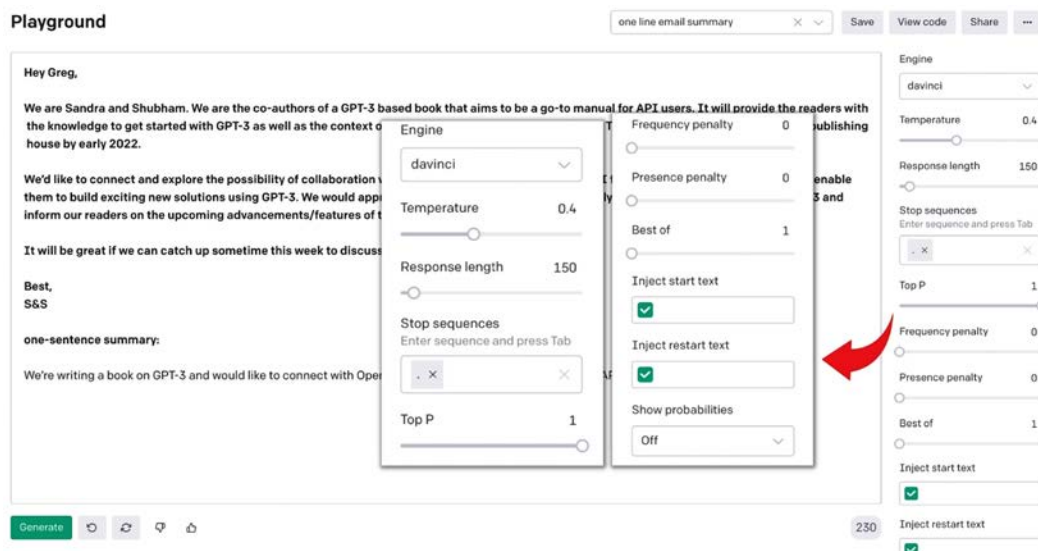 Playground
one line email summary
Save
View code
Share
Hey Greg,
We are Sandra and Shubham. We are the co-authors of a GPT-3 based book that aims to be a go-to manual for API users. It will provide the readers with
the knowledge to get started with GPT-3 as well as the context o
publishing
house by early 2022.
We'd like to connect and explore the possibility of collaboration
enable
them to build exciting new solutions using GPT-3. We would app
3 and
inform our readers on the upcoming advancements/features of t
It will be great if we can catch up sometime this week to discuss
Best,
S&S
one-sentence summary:
We're writing a book on GPT-3 and would like to connect with Oper
Engine
davinci
Temperature 0.4
Response length 150
Stop sequences
Enter sequence and press Tab
. ×
Top P 1
Frequency penalty 0
Presence penalty 0
Best of 1
Inject start text
Inject restart text
Show probabilities
Off
Engine
davinci
Temperature 0.4
Response length 150
Stop sequences
Enter sequence and press Tab
. ×
Top P 1
Frequency penalty 0
Presence penalty 0
Best of 1
Inject start text
Inject restart text
Generate
230